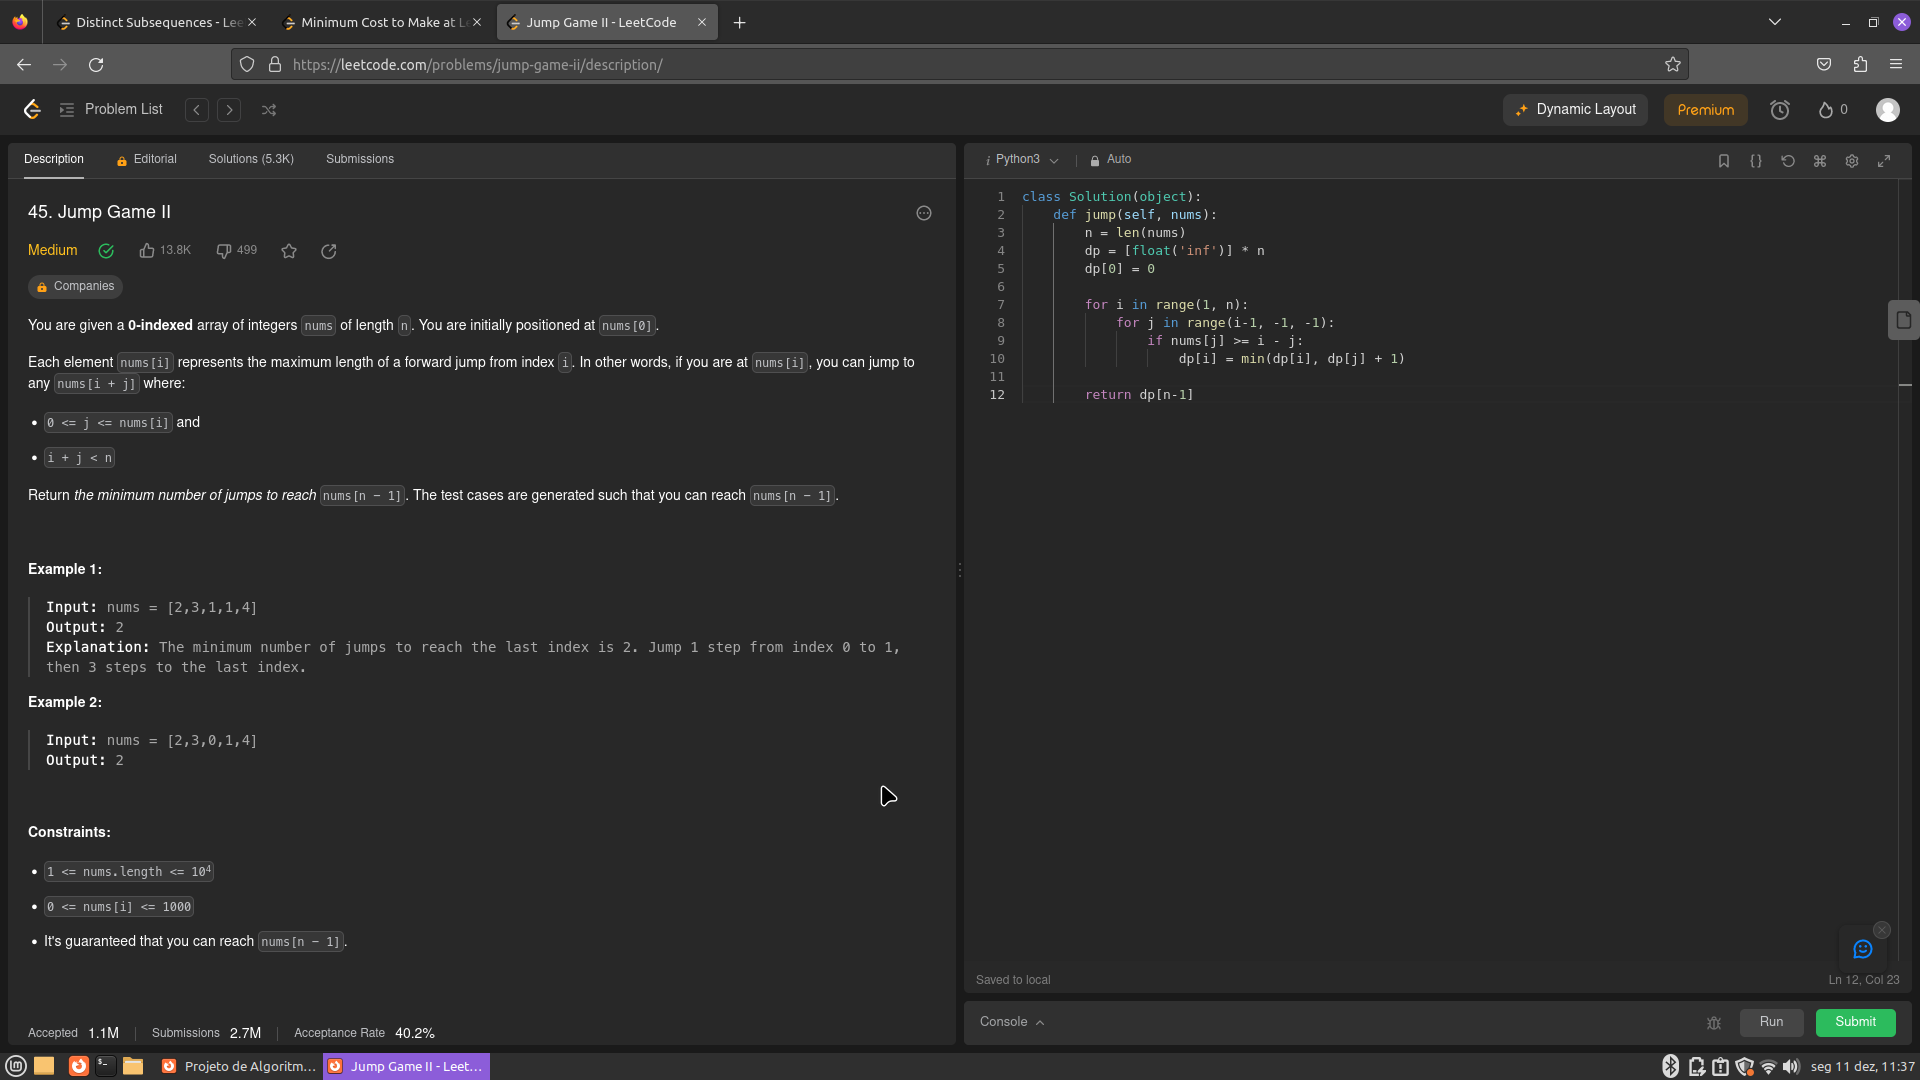 Distinct Subsequences - Lee
Minimum Cost to Make at Le
Jump Game II - LeetCode
https://leetcode.com/problems/jump-game-ii/description/
Problem List
Dynamic Layout
Premium
0
Description
Editorial
Solutions (5.3K)
Submissions
45. Jump Game II
Medium
13.8K
499
Companies
You are given a 0-indexed array of integers nums of length n. You are initially positioned at nums[0].
Each element nums[i] represents the maximum length of a forward jump from index i. In other words, if you are at nums[i], you can jump to
any nums[i + j] where:
• 0 <= j <= nums[i] and
• i + j < n
Return the minimum number of jumps to reach nums[n - 1]. The test cases are generated such that you can reach nums[n - 1].
Example 1:
Input: nums = [2,3,1,1,4]
Output: 2
Explanation: The minimum number of jumps to reach the last index is 2. Jump 1 step from index 0 to 1,
then 3 steps to the last index.
Example 2:
Input: nums = [2,3,0,1,4]
Output: 2
Constraints:
• 1 <= nums.length <= 10⁴
• 0 <= nums[i] <= 1000
• It's guaranteed that you can reach nums[n - 1].
Accepted 1.1M
Submissions 2.7M
Acceptance Rate 40.2%
i Python3
Auto
1 class Solution(object):
2     def jump(self, nums):
3         n = len(nums)
4         dp = [float('inf')] * n
5         dp[0] = 0
6
7         for i in range(1, n):
8             for j in range(i-1, -1, -1):
9                 if nums[j] >= i - j:
10                     dp[i] = min(dp[i], dp[j] + 1)
11
12         return dp[n-1]
Saved to local
Ln 12, Col 23
Console
Run
Submit
Projeto de Algoritm...
Jump Game II - Leet...
seg 11 dez, 11:37